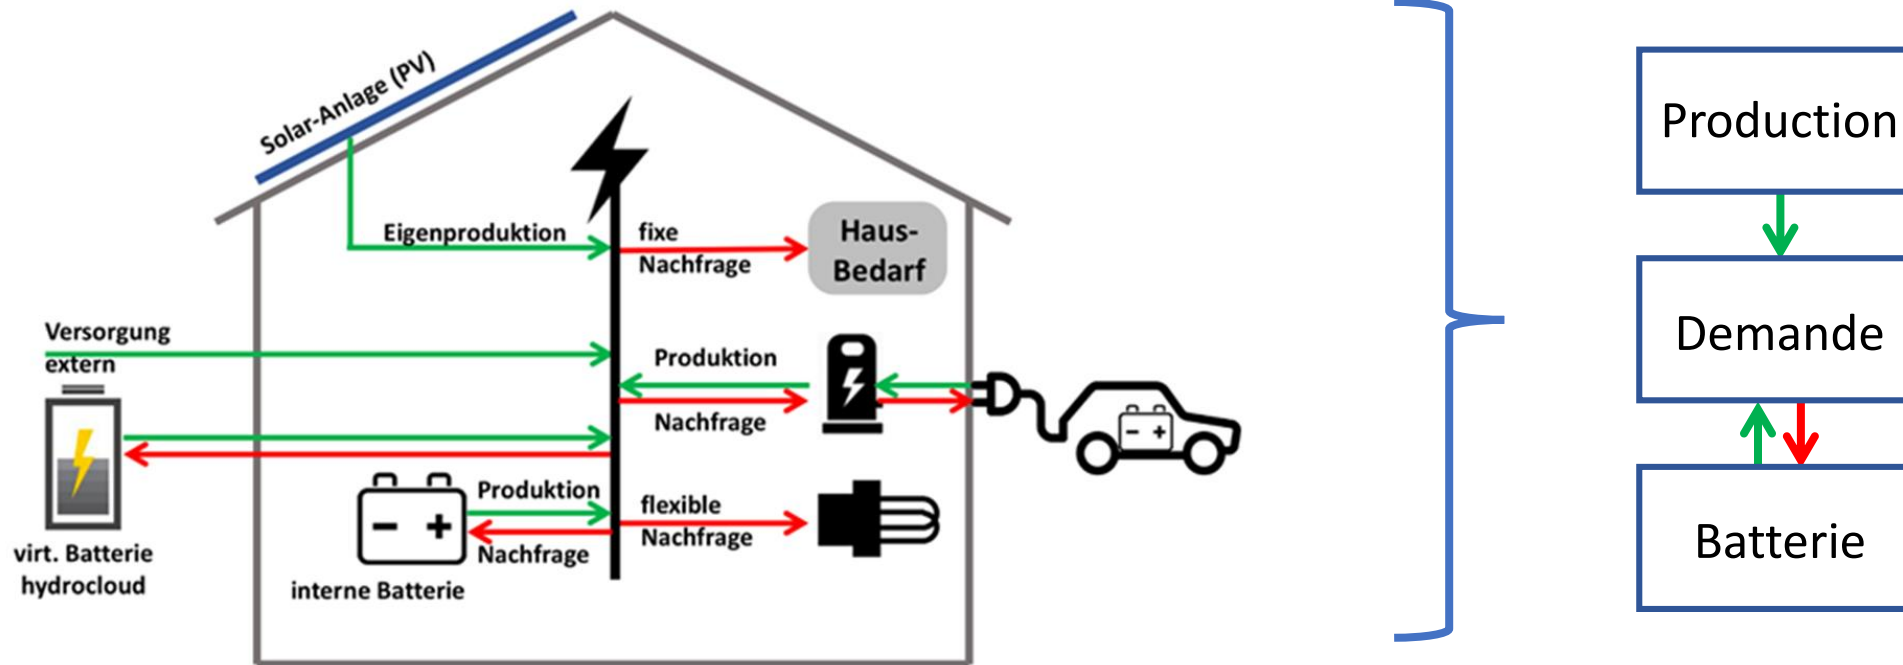 Solar-Anlage (PV)
Eigenproduktion
fixe
Nachfrage
Haus-
Bedarf
Versorgung
extern
Produktion
Nachfrage
virt. Batterie
hydrocloud
Produktion
Nachfrage
interne Batterie
flexible
Nachfrage
Production
Demande
Batterie